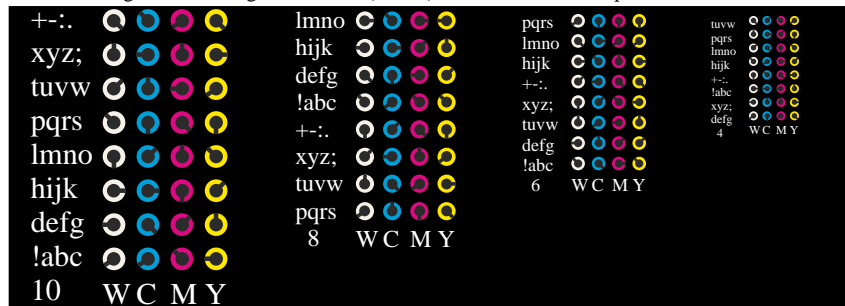 +-:.
xyz;
tuvw
pqrs
lmno
hijk
defg
!abc
10 W C M Y
lmno
hijk
defg
!abc
+-:.
xyz;
tuvw
pqrs
8 W C M Y
pqrs
lmno
hijk
+-:.
xyz;
tuvw
defg
!abc
6 W C M Y
tuvw
pqrs
lmno
hijk
+-:.
!abc
xyz;
defg
4 W C M Y